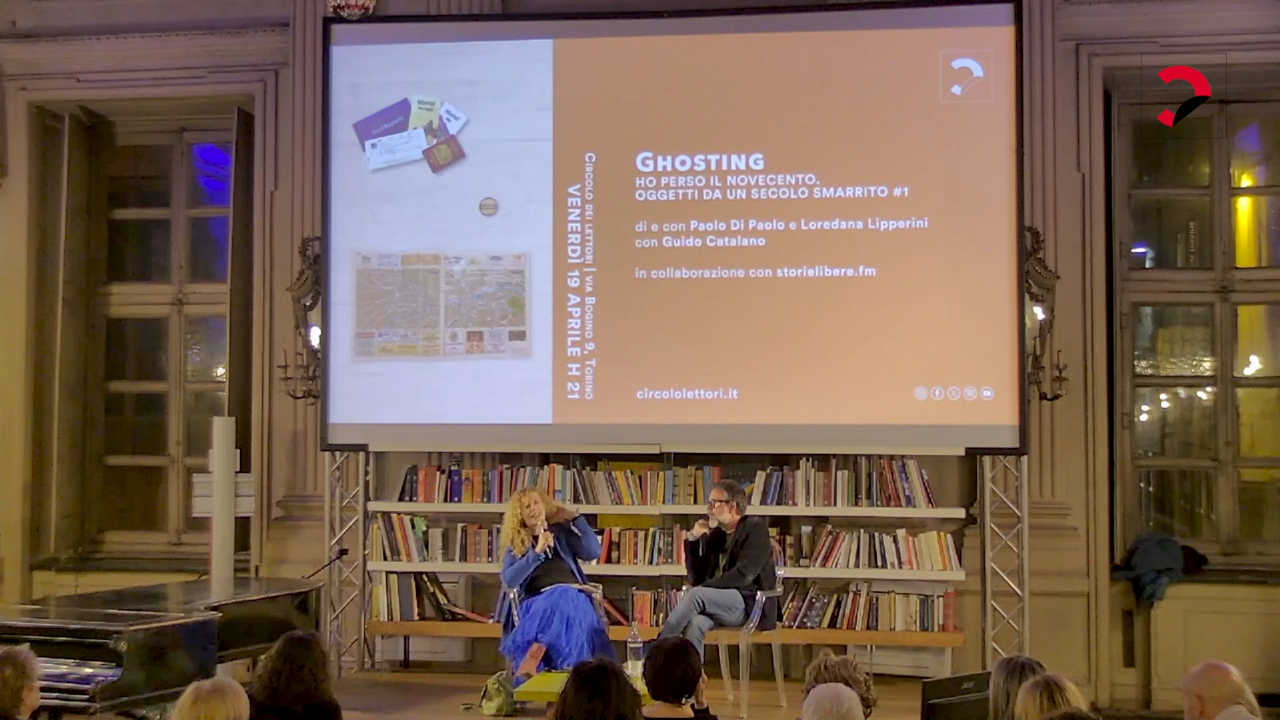 GHOSTING
HO PERSO IL NOVECENTO.
OGGETTI DA UN SECOLO SMARRITO #1
di e con Paolo Di Paolo e Loredana Lipperini
con Guido Catalano
in collaborazione con storielibere.fm
circololettori.it
CIRCOLO DEI LETTORI | VIA BOGINO 9, TORINO
VENERDÌ 19 APRILE H 21